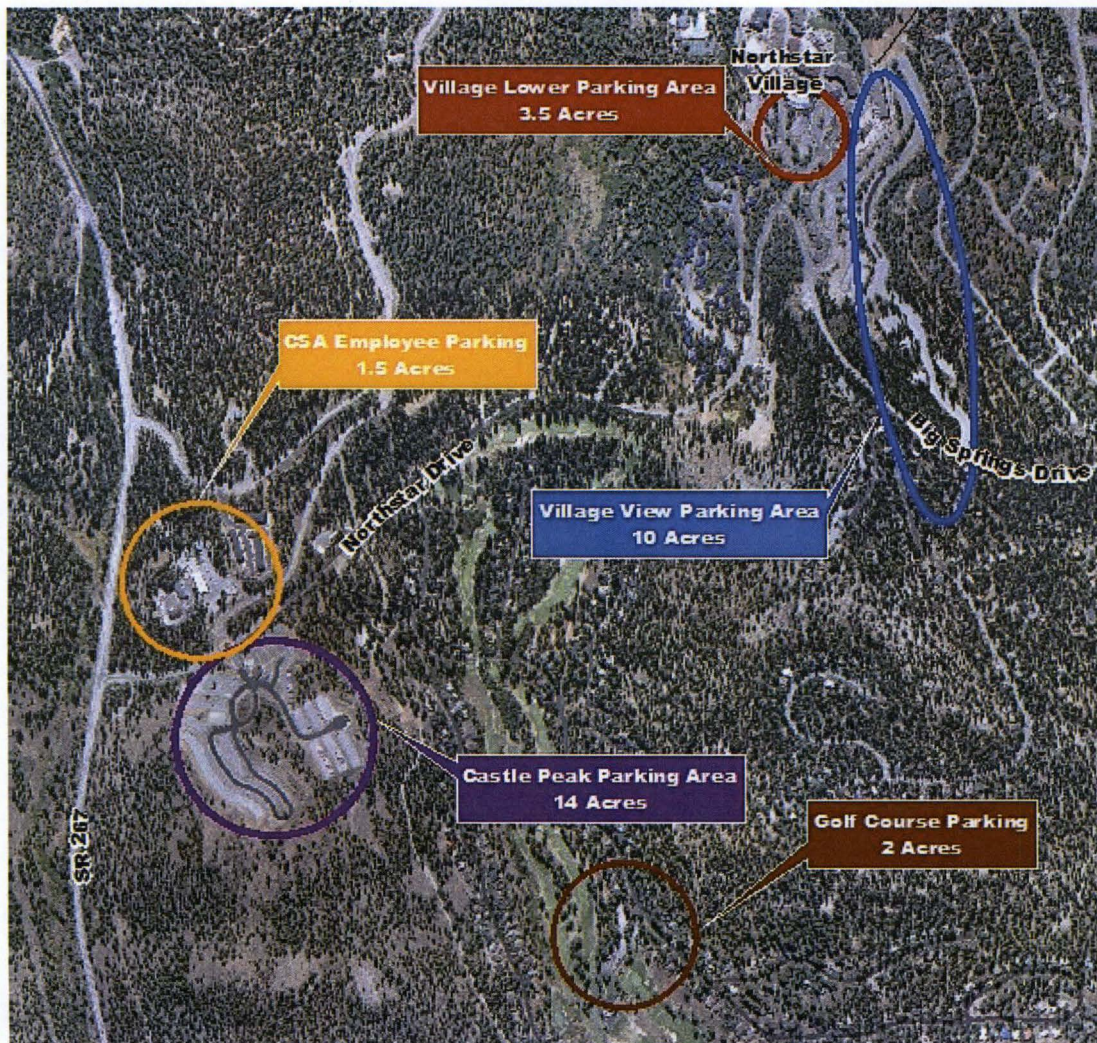 Northstar
Village
Village Lower Parking Area
3.5 Acres
CSA Employee Parking
1.5 Acres
Northstar Drive
Big Springs Drive
Village View Parking Area
10 Acres
Castle Peak Parking Area
14 Acres
Golf Course Parking
2 Acres
SR 267